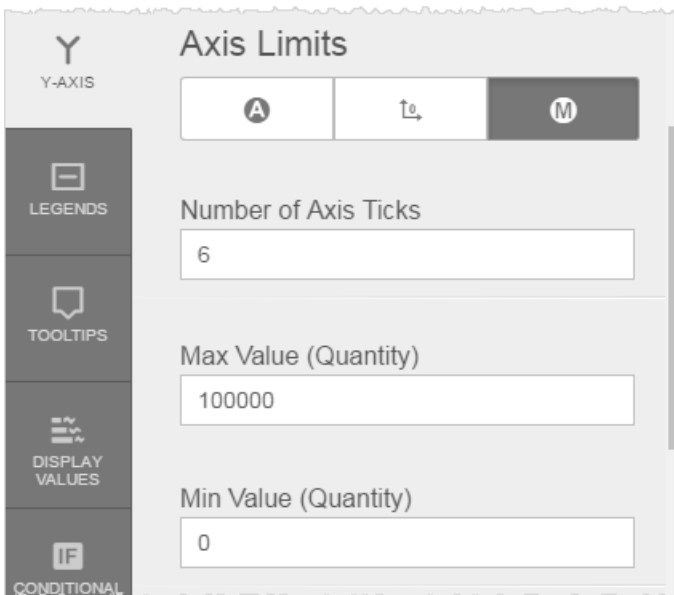 Y-AXIS
LEGENDS
TOOLTIPS
DISPLAY
VALUES
IF
CONDITIONAL
Axis Limits
A
0
M
Number of Axis Ticks
6
Max Value (Quantity)
100000
Min Value (Quantity)
0